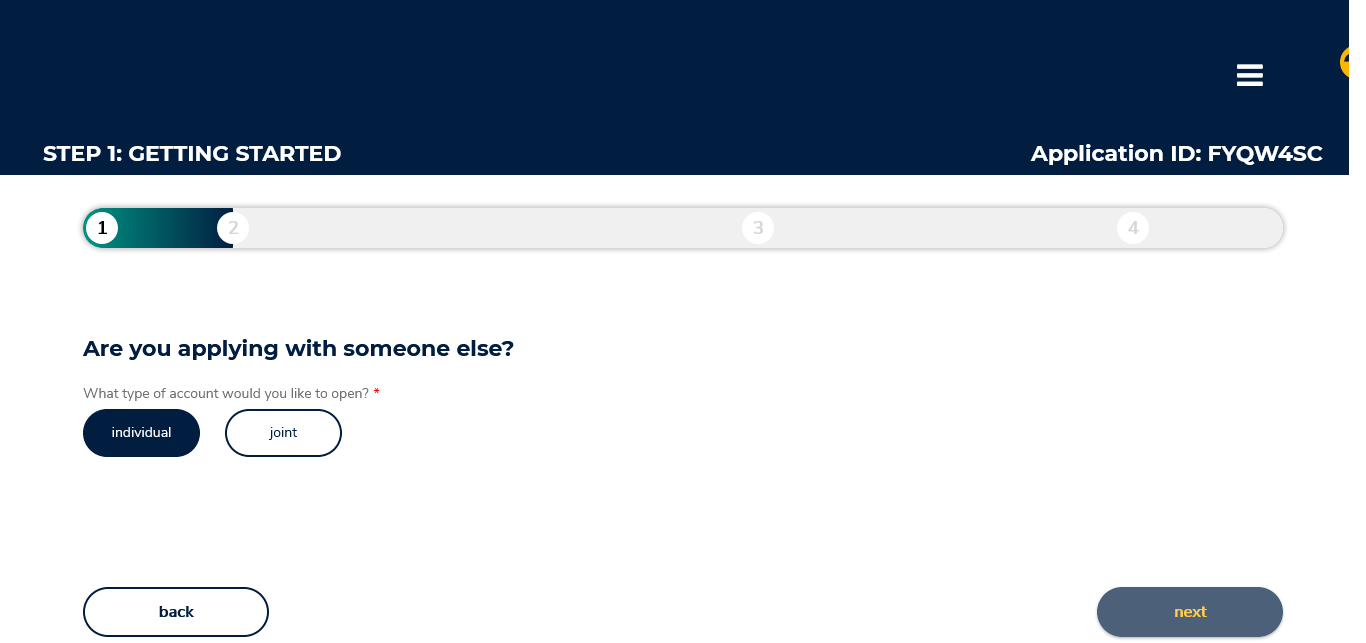 STEP 1: GETTING STARTED
Application ID: FYQW4SC
1 2 3 4
Are you applying with someone else?
What type of account would you like to open? *
individual joint
back next